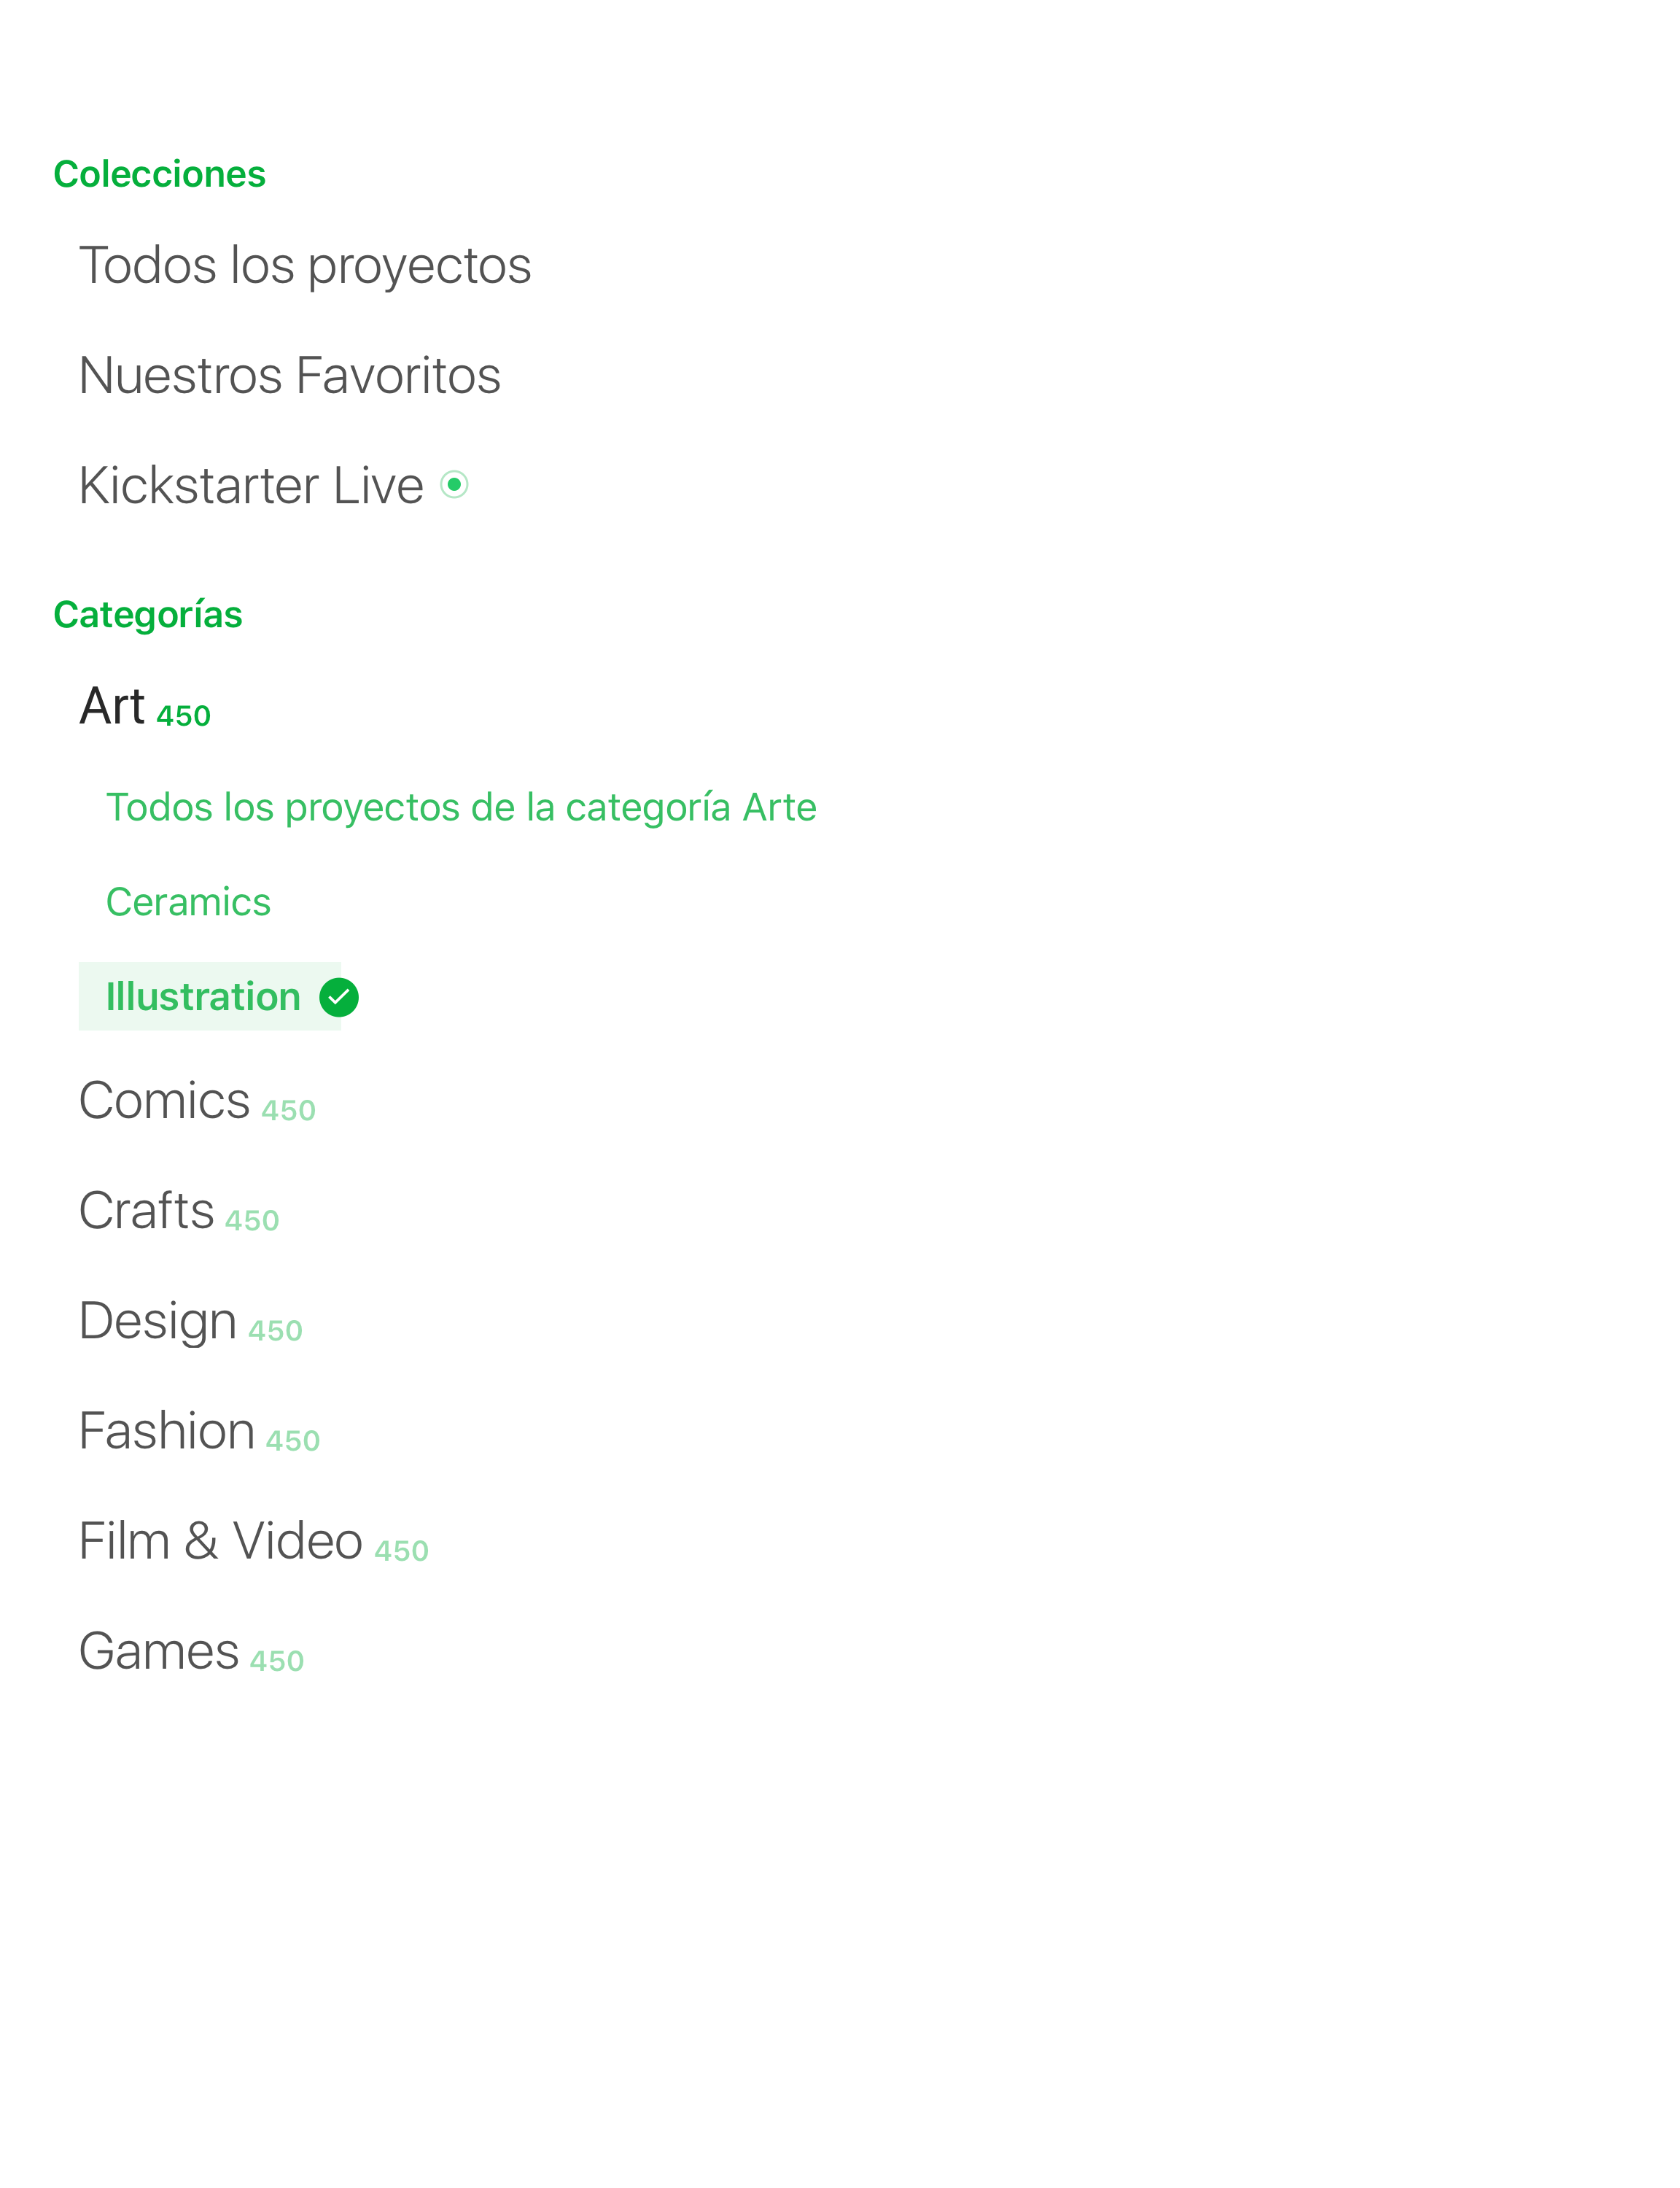 Colecciones
Todos los proyectos
Nuestros Favoritos
Kickstarter Live
Categorías
Art 450
Todos los proyectos de la categoría Arte
Ceramics
Illustration
Comics 450
Crafts 450
Design 450
Fashion 450
Film & Video 450
Games 450